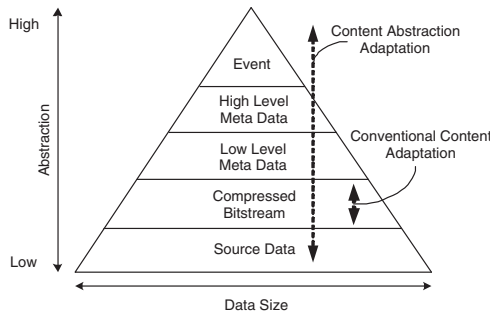 High
Content Abstraction
Adaptation
Event
High Level
Meta Data
Abstraction
Low Level
Meta Data
Conventional Content
Adaptation
Compressed
Bitstream
Source Data
Low
Data Size